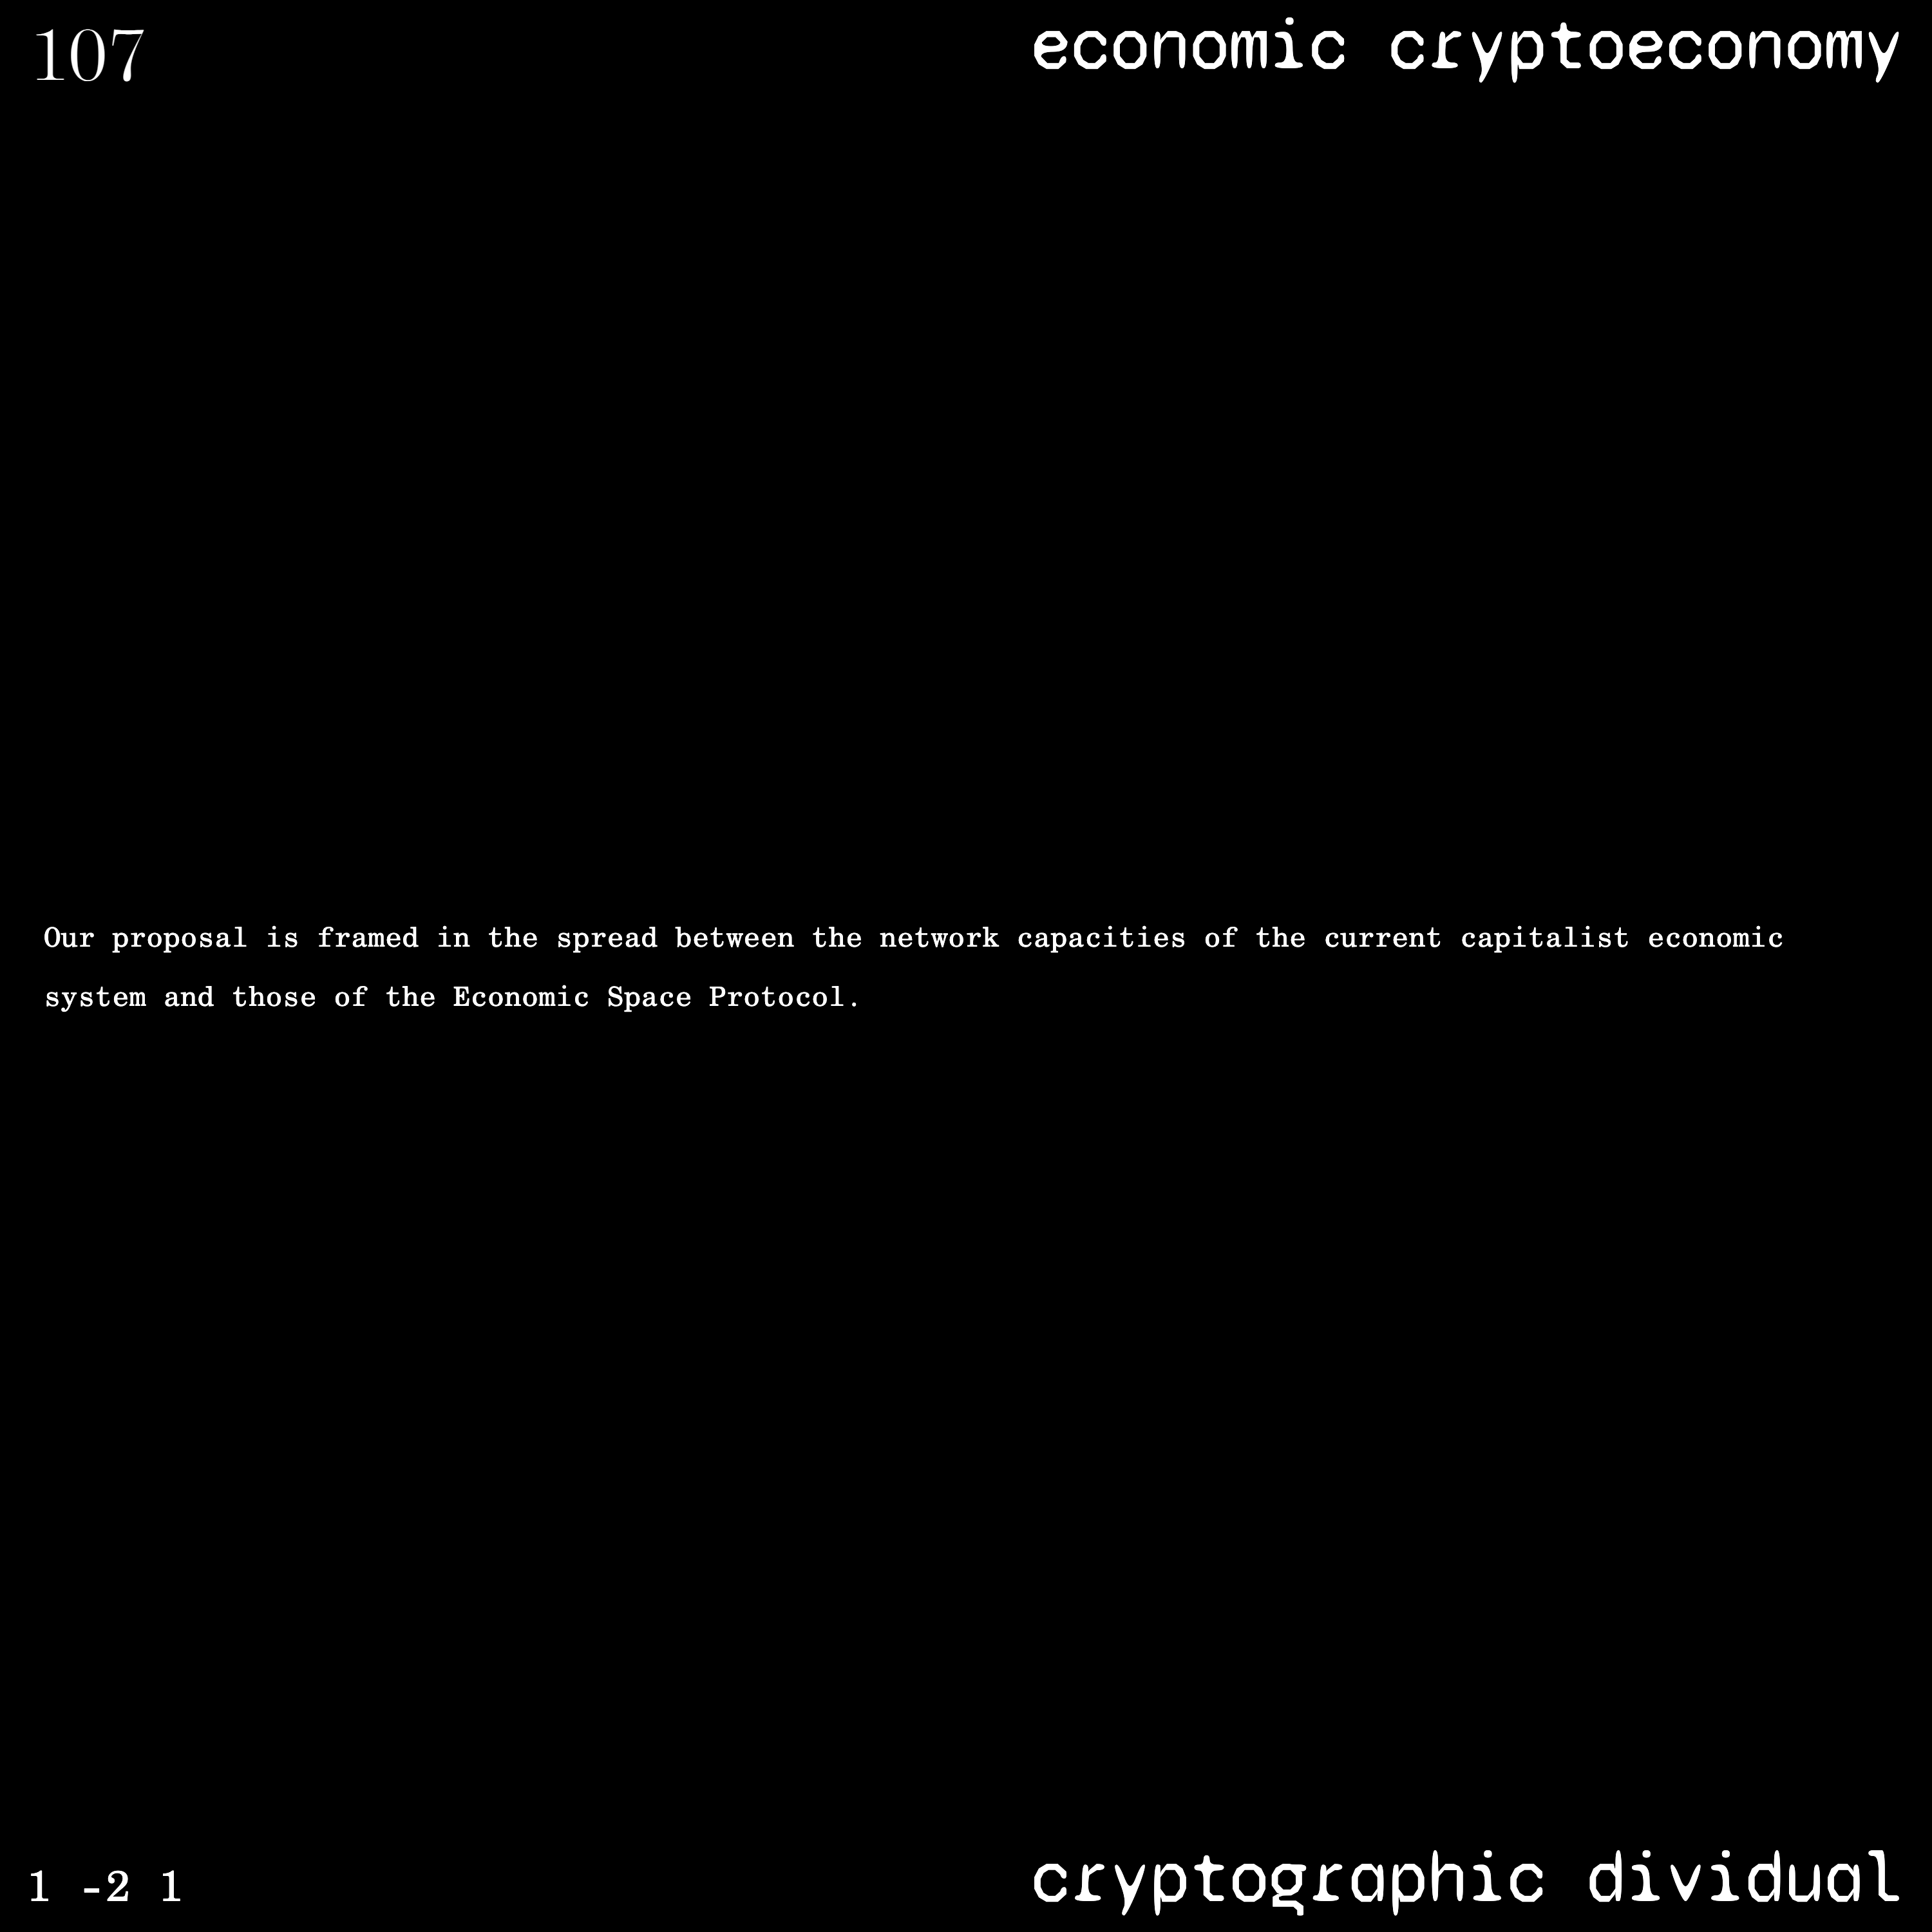 107
economic cryptoeconomy
Our proposal is framed in the spread between the network capacities of the current capitalist economic
system and those of the Economic Space Protocol.
1 -2 1
cryptographic dividual